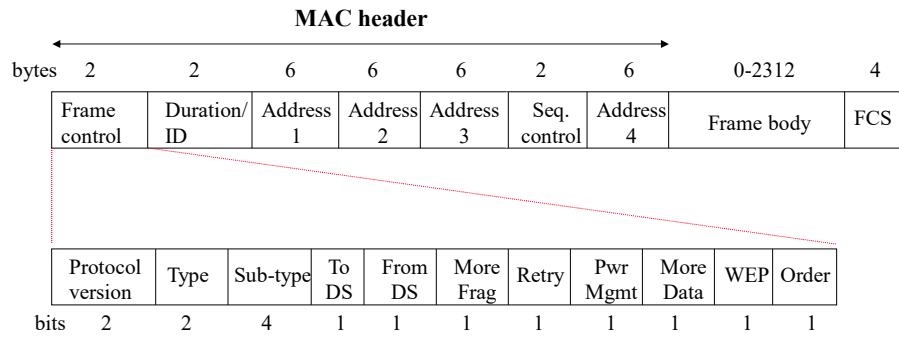 MAC header
bytes 2 2 6 6 6 2 6 0-2312 4
Frame control Duration/ ID Address 1 Address 2 Address 3 Seq. control Address 4 Frame body FCS
Protocol version Type Sub-type To DS From DS More Frag Retry Pwr Mgmt More Data WEP Order
bits 2 2 4 1 1 1 1 1 1 1 1